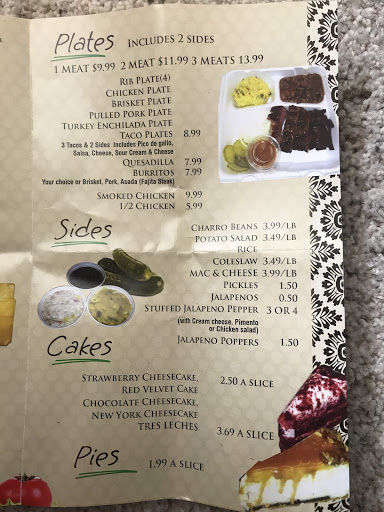 Plates INCLUDES 2 SIDES
1 MEAT $9.99 2 MEAT $11.99 3 MEATS 13.99
RIB PLATE(4)
CHICKEN PLATE
BRISKET PLATE
PULLED PORK PLATE
TURKEY ENCHILADA PLATE
TACO PLATES 8.99
3 Tacos & 2 Sides Includes Pico de gallo,
Salsa, Cheese, Sour Cream & Cheese
QUESADILLA 7.99
BURRITOS 7.99
Your choice or Brisket, Pork, Asada (Fajita Steak)
SMOKED CHICKEN 9.99
1/2 CHICKEN 5.99
Sides
CHARRO BEANS 3.99/LB
POTATO SALAD 3.99/LB
RICE
COLESLAW 3.49/LB
MAC & CHEESE 3.99/LB
PICKLES 1.50
JALAPENOS 0.50
STUFFED JALAPENO PEPPER 3 OR 4
(with Cream cheese, Pimento
or Chicken salad)
JALAPENO POPPERS 1.50
Cakes
STRAWBERRY CHEESECAKE, 2.50 A SLICE
RED VELVET CAKE
CHOCOLATE CHEESECAKE,
NEW YORK CHEESECAKE
TRES LECHES 3.69 A SLICE
Pies 1.99 A SLICE